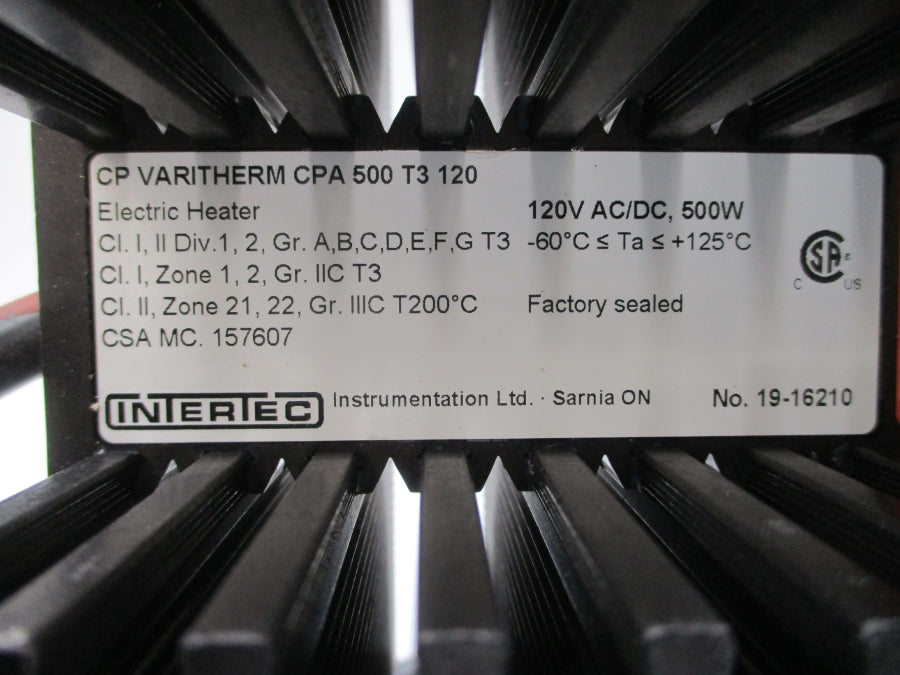 CP VARITHERM CPA 500 T3 120
Electric Heater 120V AC/DC, 500W
Cl. I, II Div.1, 2, Gr. A,B,C,D,E,F,G T3 -60°C ≤ Ta ≤ +125°C
Cl. I, Zone 1, 2, Gr. IIC T3
Cl. II, Zone 21, 22, Gr. IIIC T200°C Factory sealed
CSA MC. 157607
SA
C US
INTERTEC Instrumentation Ltd. · Sarnia ON No. 19-16210